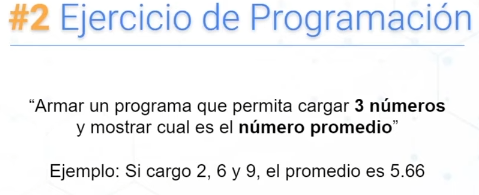 #2 Ejercicio de Programación
“Armar un programa que permita cargar 3 números
y mostrar cual es el número promedio”
Ejemplo: Si cargo 2, 6 y 9, el promedio es 5.66